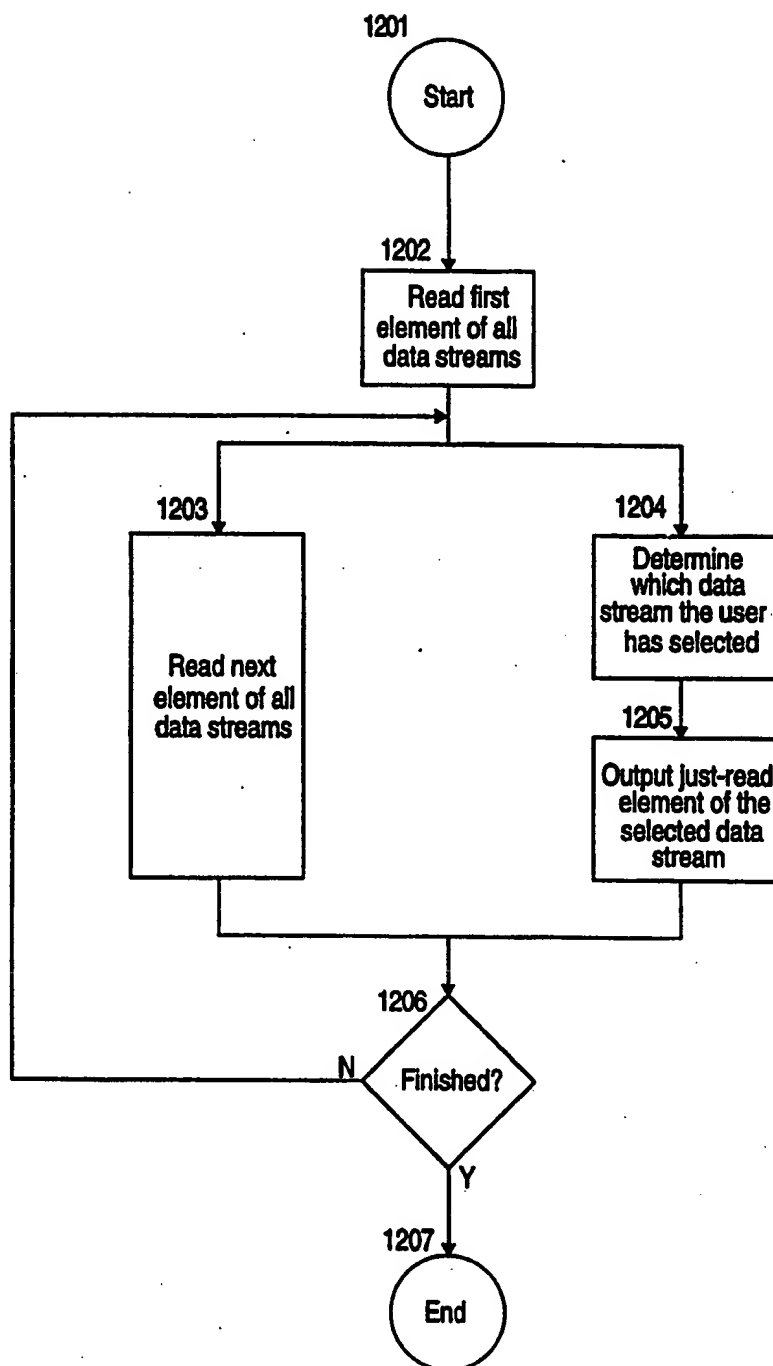 1201
Start
1202
Read first
element of all
data streams
1203
Read next
element of all
data streams
1204
Determine
which data
stream the user
has selected
1205
Output just-read
element of the
selected data
stream
1206
Finished?
N
Y
1207
End